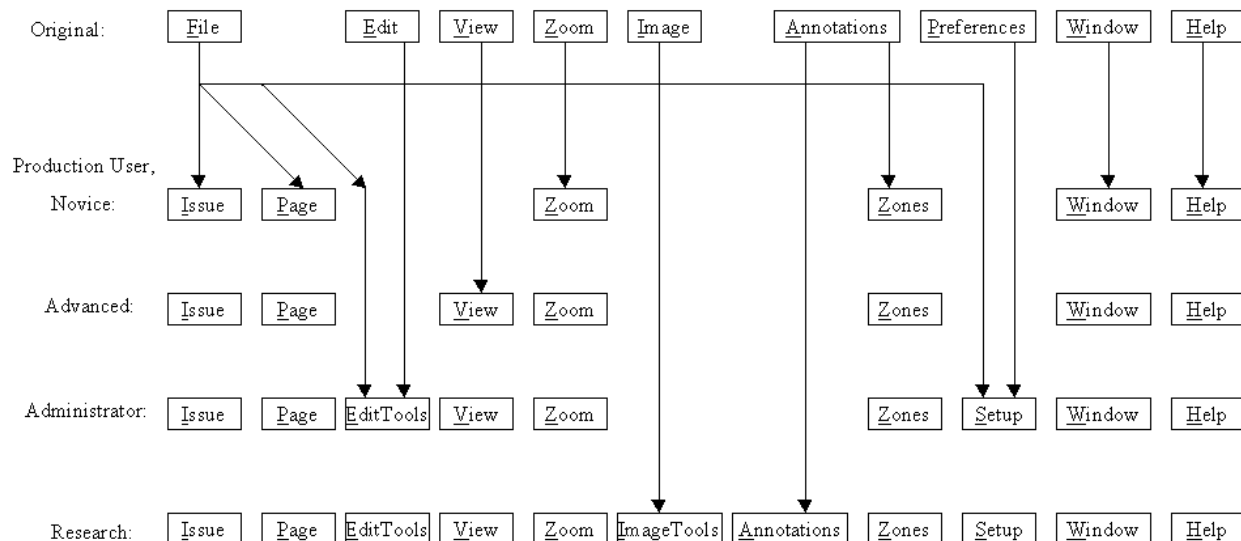 Original: File Edit View Zoom Image Annotations Preferences Window Help
Production User,
Novice: Issue Page Zoom Zones Window Help
Advanced: Issue Page View Zoom Zones Window Help
Administrator: Issue Page EditTools View Zoom Zones Setup Window Help
Research: Issue Page EditTools View Zoom ImageTools Annotations Zones Setup Window Help